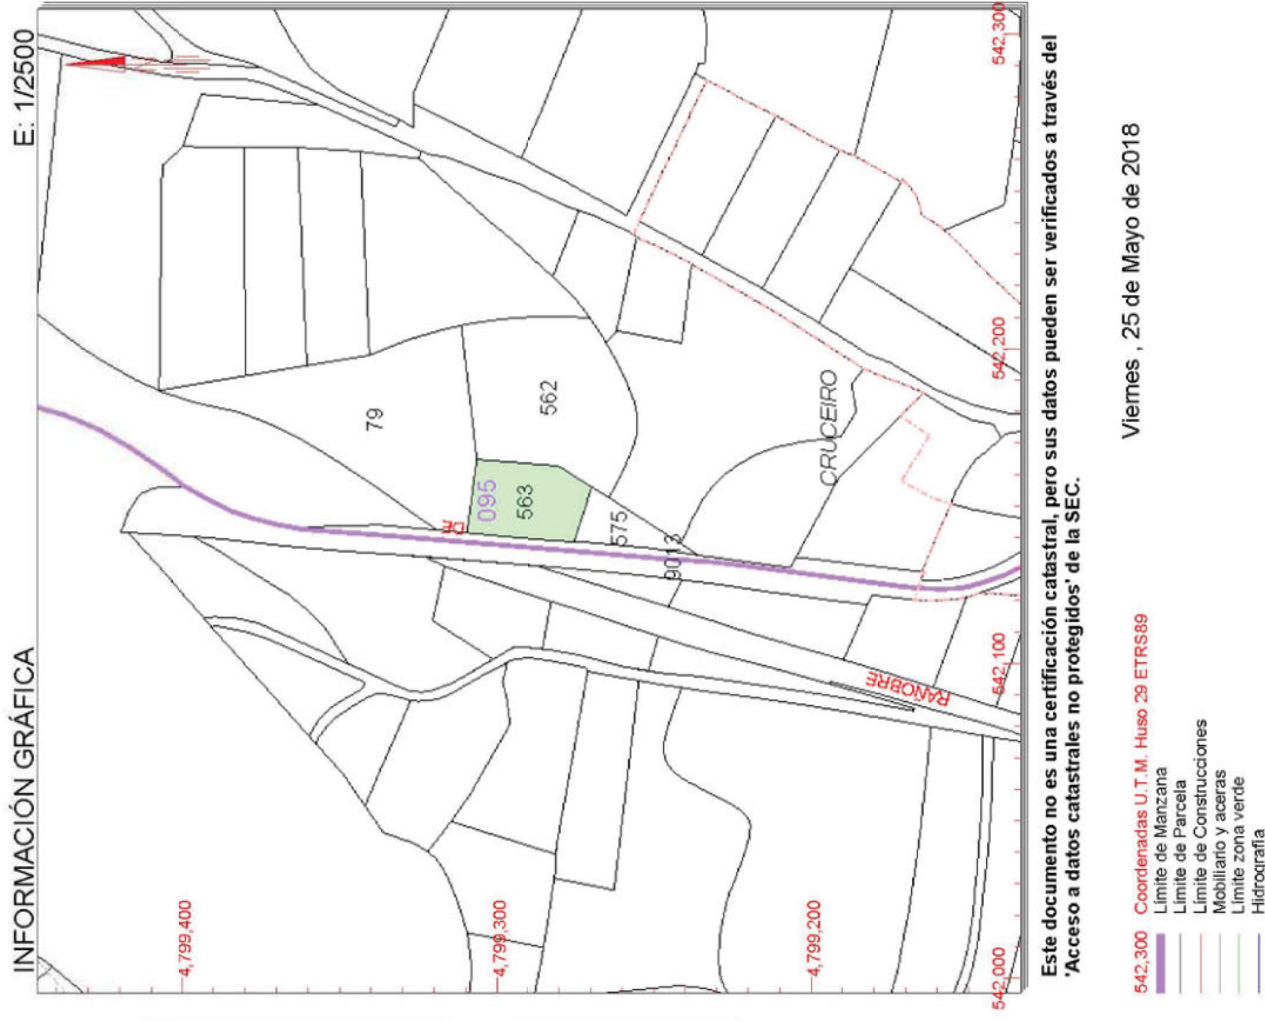 INFORMACIÓN GRÁFICA
E: 1/2500
79
562
095
563
DE
575
9013
CRUCEIRO
RAÑOBRE
4,799,400
4,799,300
4,799,200
542,000
542,100
542,200
542,300
Este documento no es una certificación catastral, pero sus datos pueden ser verificados a través del
'Acceso a datos catastrales no protegidos' de la SEC.
Viernes , 25 de Mayo de 2018
542,300 Coordenadas U.T.M. Huso 29 ETRS89
Límite de Manzana
Límite de Parcela
Límite de Construcciones
Mobiliario y aceras
Límite zona verde
Hidrografía